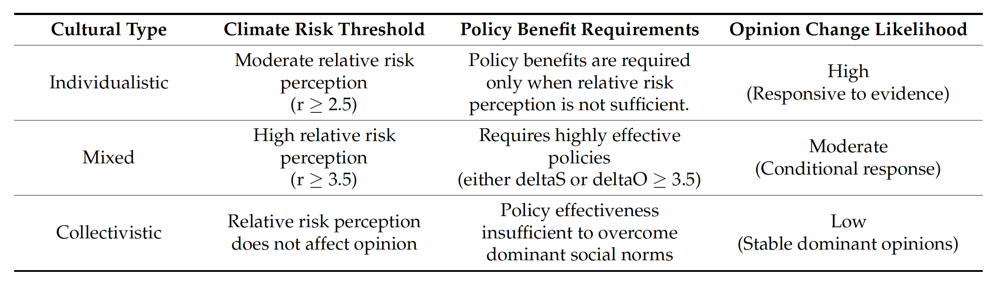 Cultural Type Climate Risk Threshold Policy Benefit Requirements Opinion Change Likelihood
Individualistic
Moderate relative risk
perception
(r ≥ 2.5)
Policy benefits are required
only when relative risk
perception is not sufficient.
High
(Responsive to evidence)
Mixed
High relative risk
perception
(r ≥ 3.5)
Requires highly effective
policies
(either deltaS or deltaO ≥ 3.5)
Moderate
(Conditional response)
Collectivistic
Relative risk perception
does not affect opinion
Policy effectiveness
insufficient to overcome
dominant social norms
Low
(Stable dominant opinions)